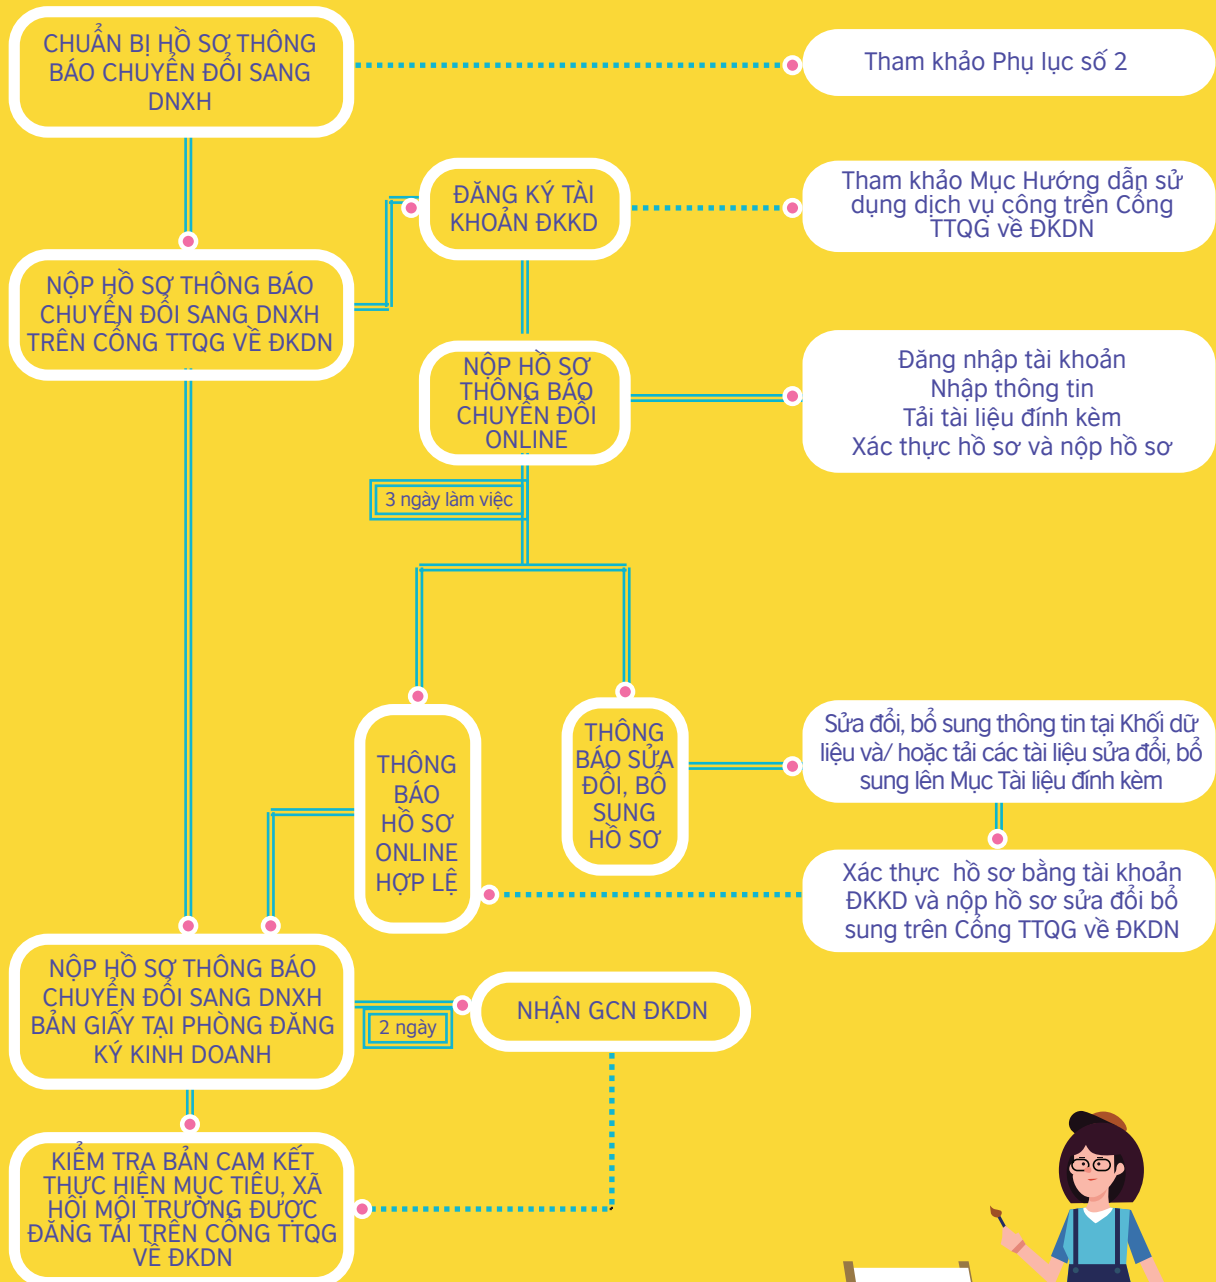 CHUẨN BỊ HỒ SƠ THÔNG
BÁO CHUYỂN ĐỔI SANG
DNXH
Tham khảo Phụ lục số 2
ĐĂNG KÝ TÀI
KHOẢN ĐKKD
Tham khảo Mục Hướng dẫn sử
dụng dịch vụ công trên Cổng
TTQG về ĐKDN
NỘP HỒ SƠ THÔNG BÁO
CHUYỂN ĐỔI SANG DNXH
TRÊN CỔNG TTQG VỀ ĐKDN
NỘP HỒ SƠ
THÔNG BÁO
CHUYỂN ĐỔI
ONLINE
Đăng nhập tài khoản
Nhập thông tin
Tải tài liệu đính kèm
Xác thực hồ sơ và nộp hồ sơ
3 ngày làm việc
THÔNG
BÁO
HỒ SƠ
ONLINE
HỢP LỆ
THÔNG
BÁO SỬA
ĐỔI, BỔ
SUNG
HỒ SƠ
Sửa đổi, bổ sung thông tin tại Khối dữ
liệu và/ hoặc tải các tài liệu sửa đổi, bổ
sung lên Mục Tài liệu đính kèm
Xác thực  hồ sơ bằng tài khoản
ĐKKD và nộp hồ sơ sửa đổi bổ
sung trên Cổng TTQG về ĐKDN
NỘP HỒ SƠ THÔNG BÁO
CHUYỂN ĐỔI SANG DNXH
BẢN GIẤY TẠI PHÒNG ĐĂNG
KÝ KINH DOANH
2 ngày
NHẬN GCN ĐKDN
KIỂM TRA BẢN CAM KẾT
THỰC HIỆN MỤC TIÊU, XÃ
HỘI MÔI TRƯỜNG ĐƯỢC
ĐĂNG TẢI TRÊN CỔNG TTQG
VỀ ĐKDN